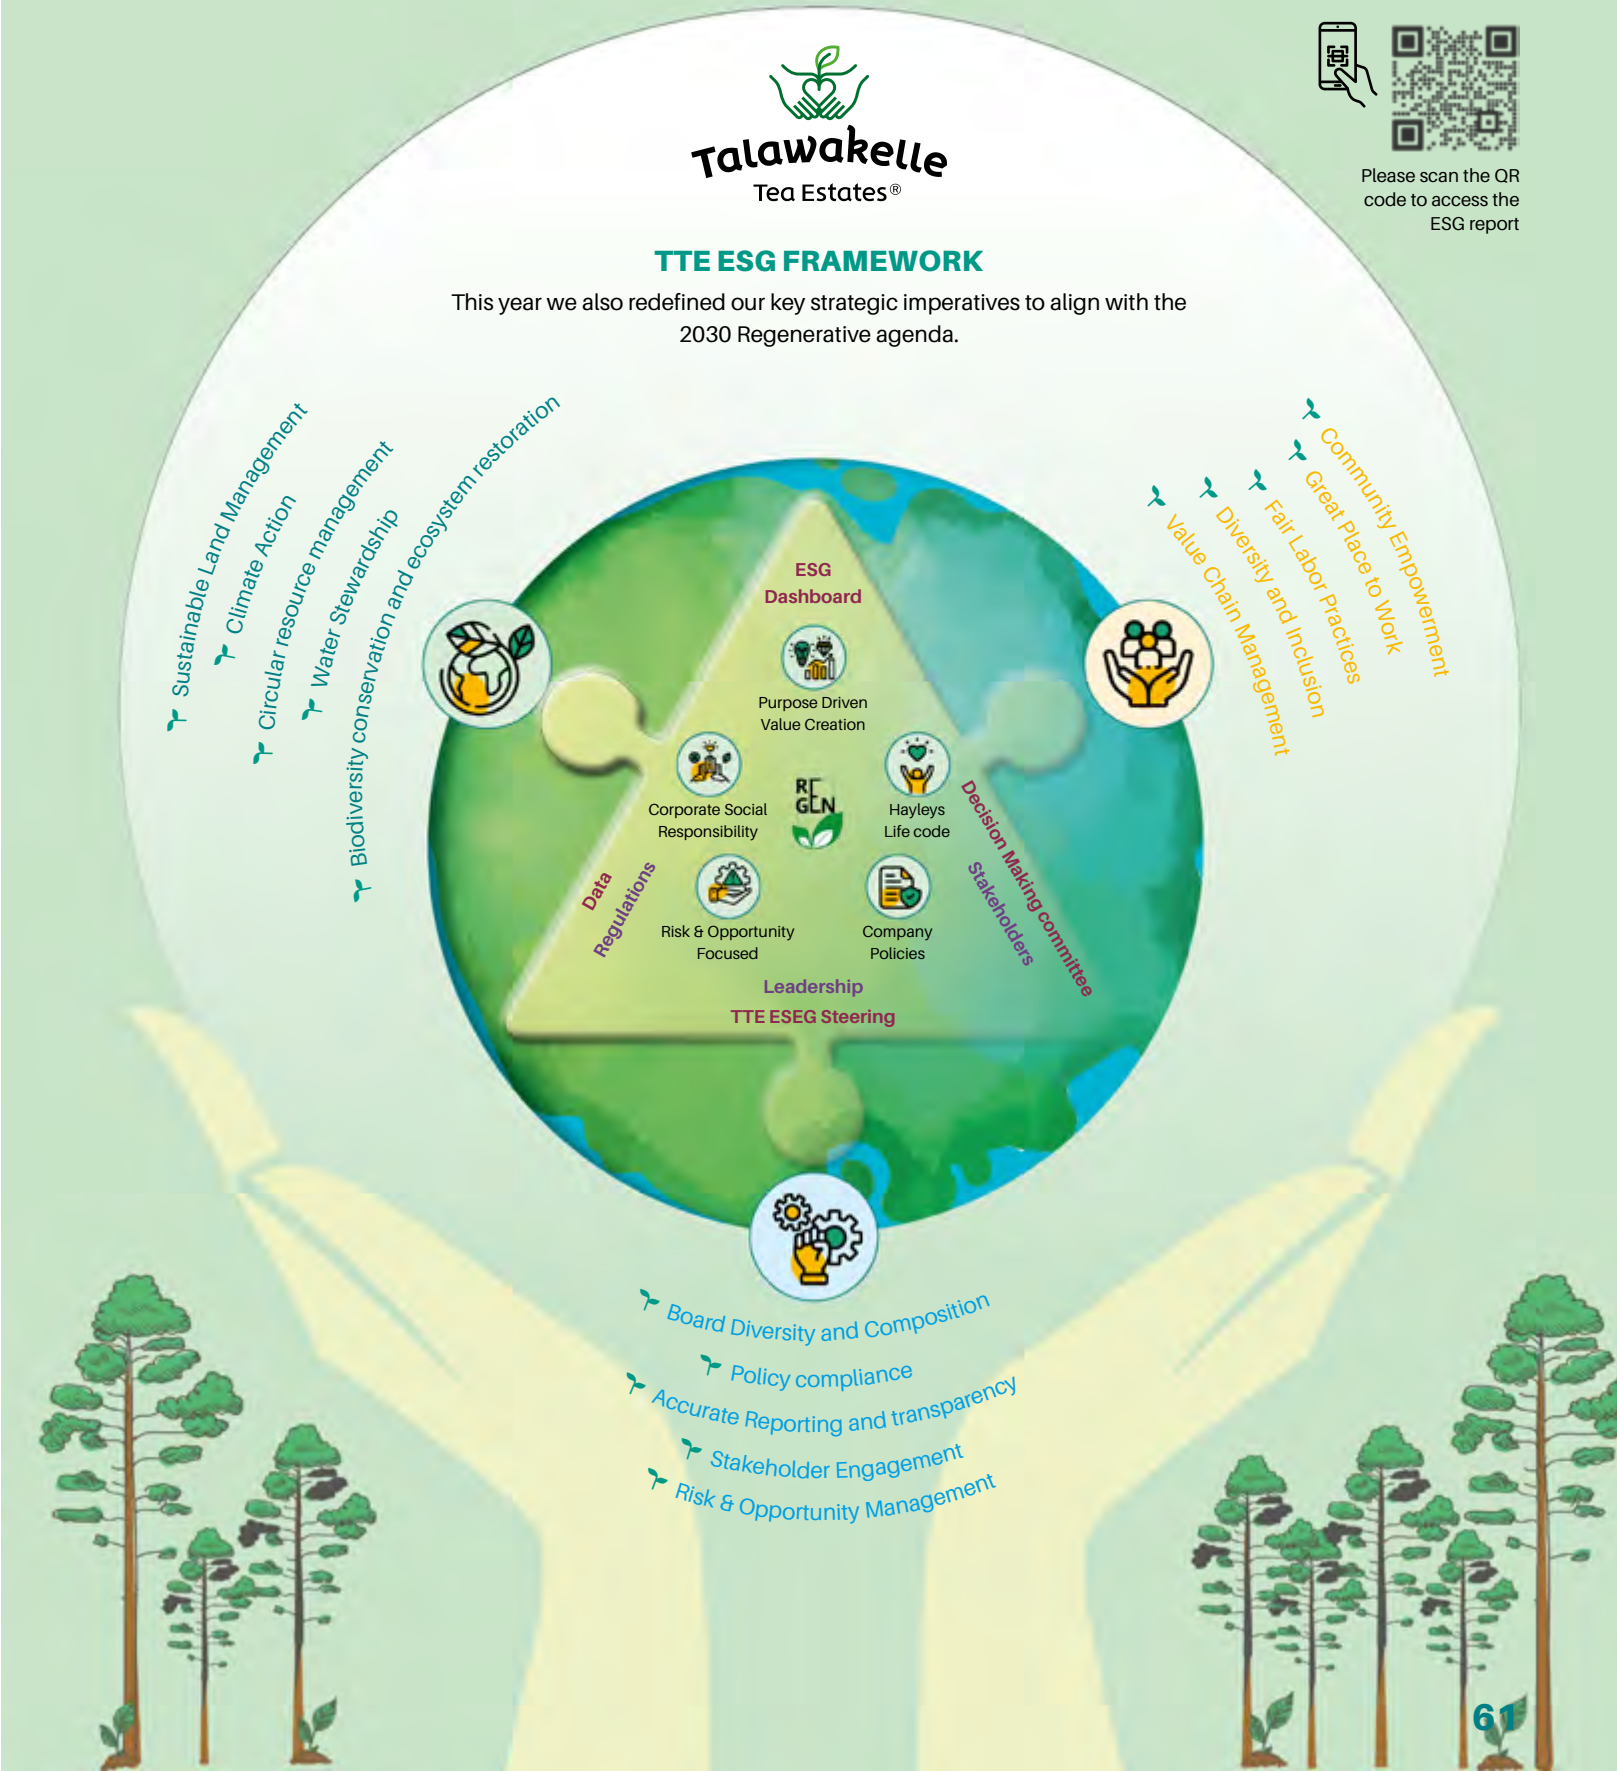 Talawakelle
Tea Estates®
Please scan the QR
code to access the
ESG report
TTE ESG FRAMEWORK
This year we also redefined our key strategic imperatives to align with the
2030 Regenerative agenda.
Sustainable Land Management
Climate Action
Circular resource management
Water Stewardship
Biodiversity conservation and ecosystem restoration
Community Empowerment
Great Place to Work
Fair Labor Practices
Diversity and Inclusion
Value Chain Management
ESG
Dashboard
Purpose Driven
Value Creation
Corporate Social
Responsibility
RE
GEN
Hayleys
Life code
Data
Regulations
Risk & Opportunity
Focused
Company
Policies
Decision Making committee
Stakeholders
Leadership
TTE ESEG Steering
Board Diversity and Composition
Policy compliance
Accurate Reporting and transparency
Stakeholder Engagement
Risk & Opportunity Management
61